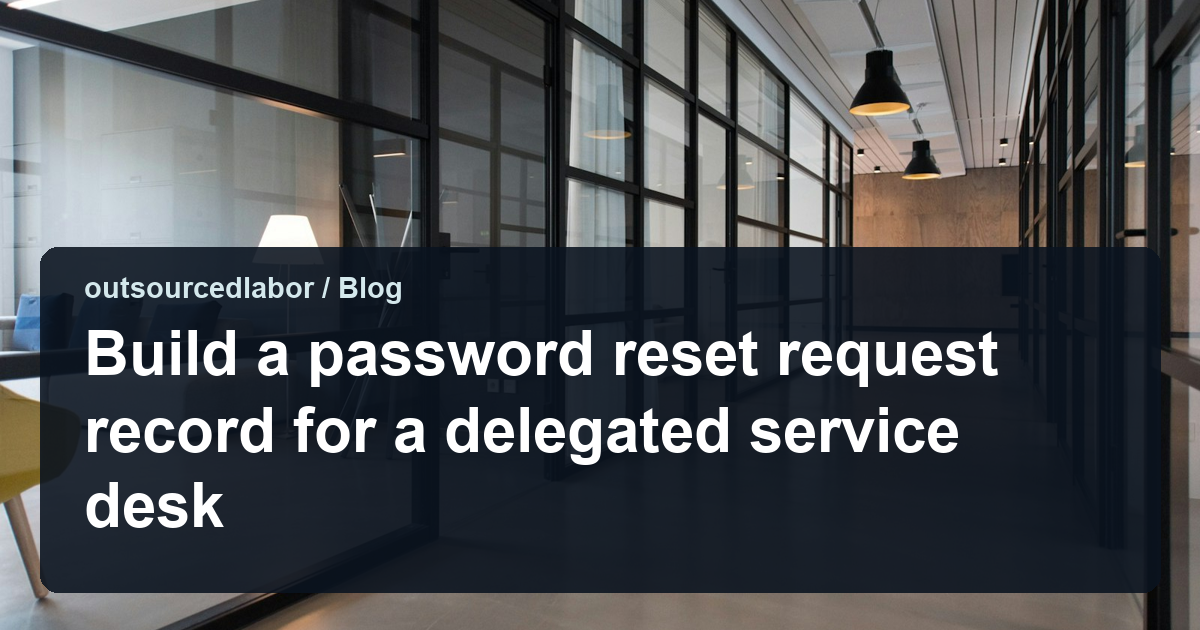 outsourcedlabor / Blog
Build a password reset request
record for a delegated service
desk